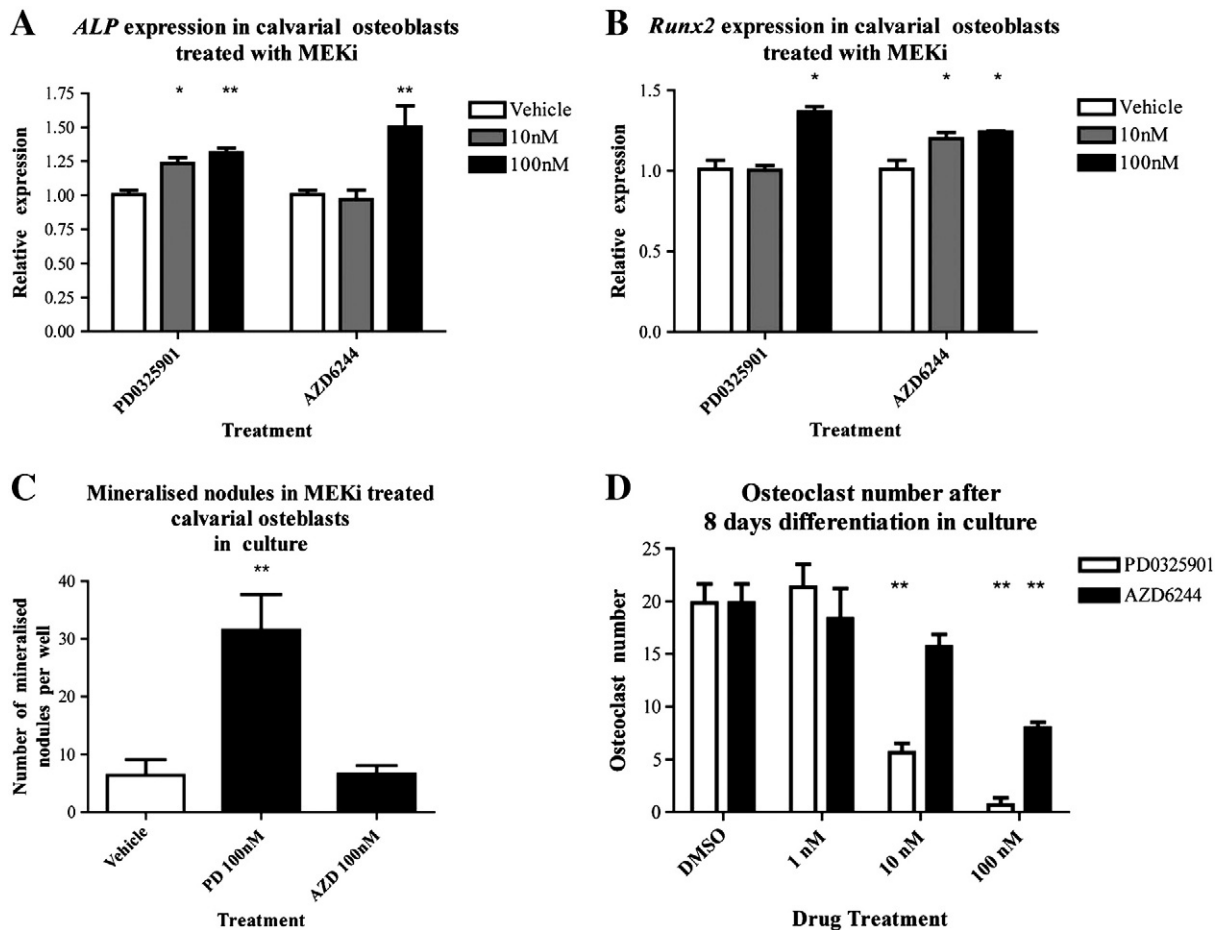 A
ALP expression in calvarial osteoblasts
treated with MEKi
* ** **
1.75
1.50
1.25
1.00
0.75
0.50
0.25
0.00
Relative expression
Vehicle
10nM
100nM
PD0325901
AZD6244
Treatment
B
Runx2 expression in calvarial osteoblasts
treated with MEKi
* * *
1.5
1.0
0.5
0.0
Relative expression
Vehicle
10nM
100nM
PD0325901
AZD6244
Treatment
C
Mineralised nodules in MEKi treated
calvarial osteblasts
in culture
**
40
30
20
10
0
Number of mineralised
nodules per well
Vehicle
PD 100nM
AZD 100nM
Treatment
D
Osteoclast number after
8 days differentiation in culture
** ** **
25
20
15
10
5
0
Osteoclast number
PD0325901
AZD6244
DMSO
1 nM
10 nM
100 nM
Drug Treatment